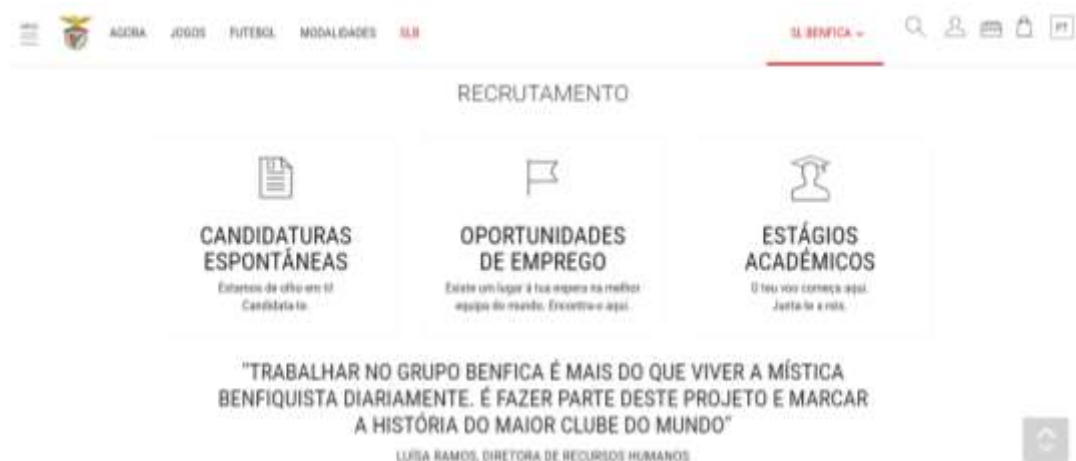 AGORA JOGOS FUTEBOL MODALIDADES SLB SL BENFICA PT
RECRUTAMENTO
CANDIDATURAS
ESPONTÂNEAS
Estamos de olho em ti!
Candidata-te.
OPORTUNIDADES
DE EMPREGO
Existe um lugar à tua espera na melhor
equipa do mundo. Encontra-o aqui.
ESTÁGIOS
ACADÉMICOS
O teu voo começa aqui.
Junta-te a nós.
"TRABALHAR NO GRUPO BENFICA É MAIS DO QUE VIVER A MÍSTICA
BENFIQUISTA DIARIAMENTE. É FAZER PARTE DESTE PROJETO E MARCAR
A HISTÓRIA DO MAIOR CLUBE DO MUNDO"
LUÍSA RAMOS, DIRETORA DE RECURSOS HUMANOS